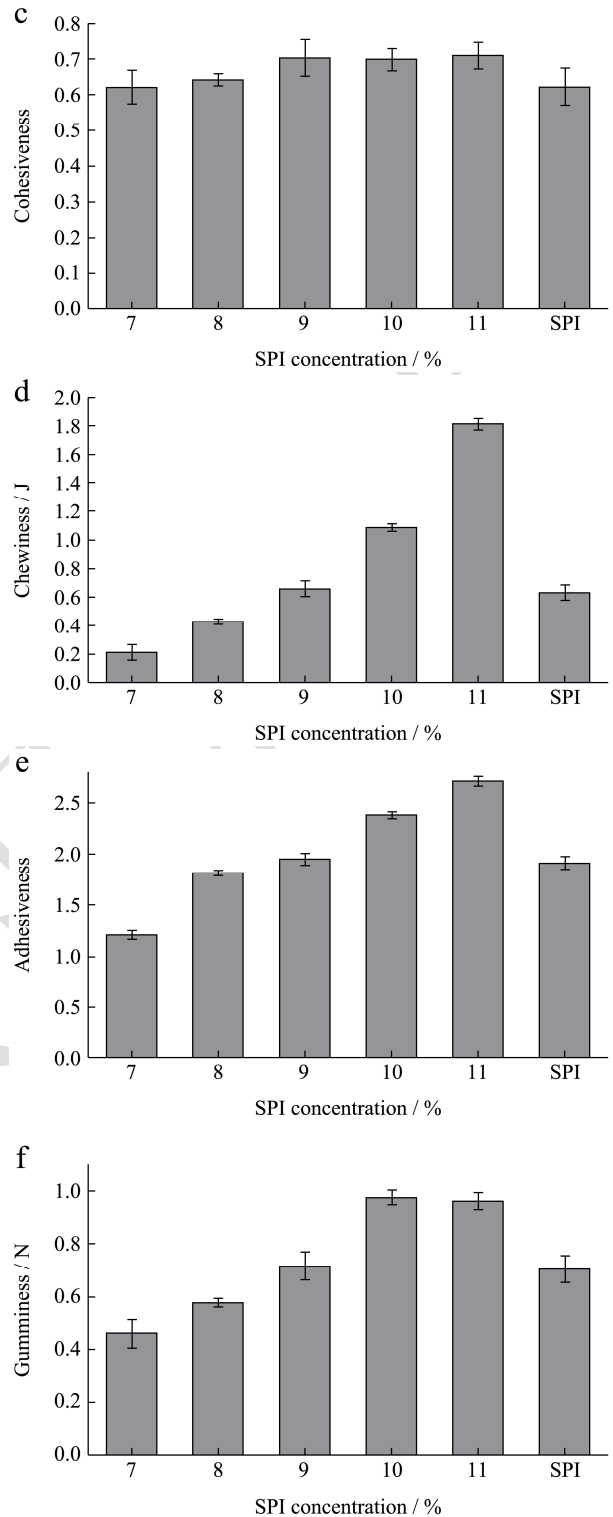 c
0.8
0.7
0.6
0.5
0.4
0.3
0.2
0.1
0.0
Cohesiveness
7 8 9 10 11 SPI
SPI concentration / %
d
2.0
1.8
1.6
1.4
1.2
1.0
0.8
0.6
0.4
0.2
0.0
Chewiness / J
7 8 9 10 11 SPI
SPI concentration / %
e
2.5
2.0
1.5
1.0
0.5
0.0
Adhesiveness
7 8 9 10 11 SPI
SPI concentration / %
f
1.0
0.8
0.6
0.4
0.2
0.0
Gumminess / N
7 8 9 10 11 SPI
SPI concentration / %